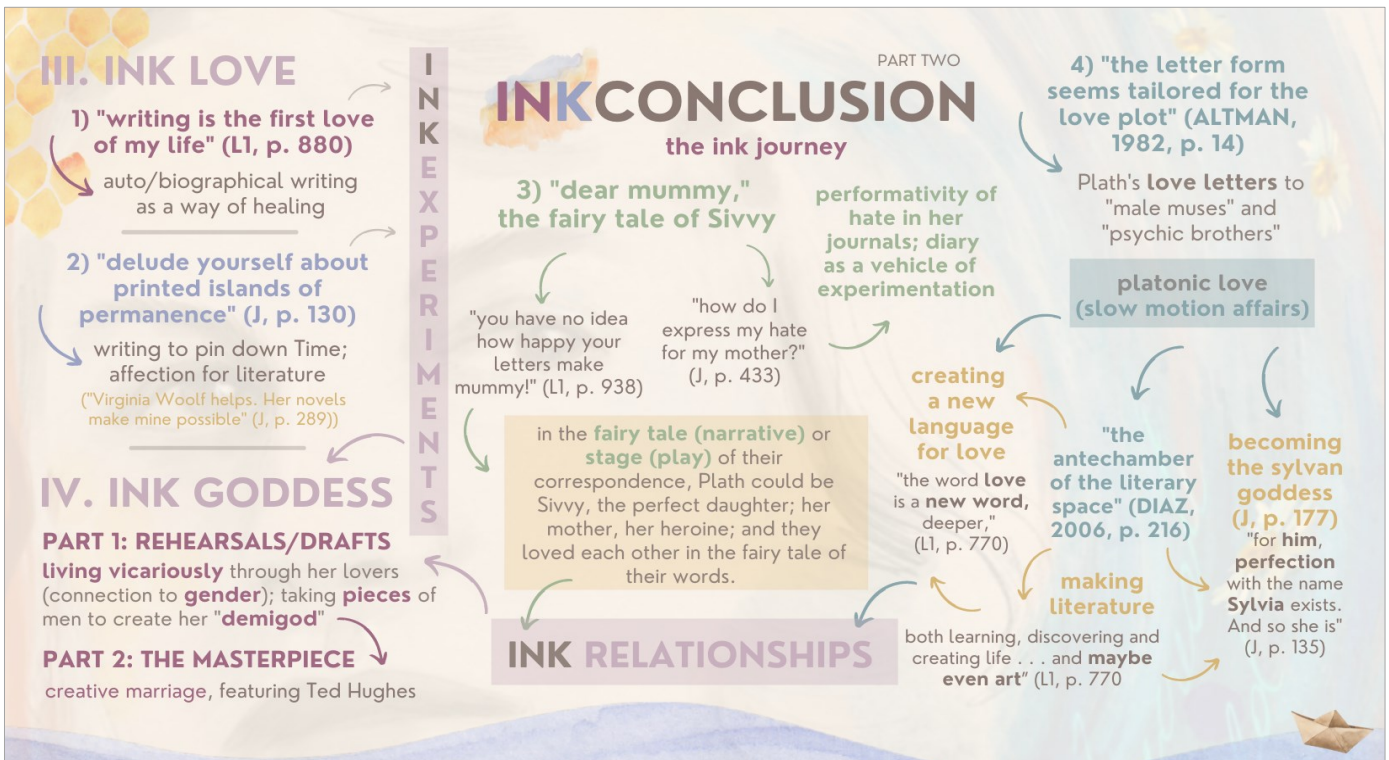 III. INK LOVE
1) "writing is the first love
of my life" (L1, p. 880)
auto/biographical writing
as a way of healing
2) "delude yourself about
printed islands of
permanence" (J, p. 130)
writing to pin down Time;
affection for literature
("Virginia Woolf helps. Her novels
make mine possible" (J, p. 289))
IV. INK GODDESS
PART 1: REHEARSALS/DRAFTS
living vicariously through her lovers
(connection to gender); taking pieces of
men to create her "demigod"
PART 2: THE MASTERPIECE
creative marriage, featuring Ted Hughes
INKEXPERIMENTS
PART TWO
INKCONCLUSION
the ink journey
3) "dear mummy,"
the fairy tale of Sivvy
"you have no idea
how happy your
letters make
mummy!" (L1, p. 938)
"how do I
express my hate
for my mother?"
(J, p. 433)
performativity of
hate in her
journals; diary
as a vehicle of
experimentation
in the fairy tale (narrative) or
stage (play) of their
correspondence, Plath could be
Sivvy, the perfect daughter; her
mother, her heroine; and they
loved each other in the fairy tale of
their words.
INK RELATIONSHIPS
4) "the letter form
seems tailored for the
love plot" (ALTMAN,
1982, p. 14)
Plath's love letters to
"male muses" and
"psychic brothers"
platonic love
(slow motion affairs)
creating
a new
language
for love
"the word love
is a new word,
deeper,"
(L1, p. 770)
"the
antechamber
of the literary
space" (DIAZ,
2006, p. 216)
making
literature
both learning, discovering and
creating life . . . and maybe
even art" (L1, p. 770
becoming
the sylvan
goddess
(J, p. 177)
"for him,
perfection
with the name
Sylvia exists.
And so she is"
(J, p. 135)